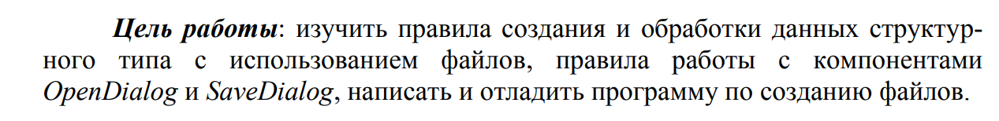 Цель работы: изучить правила создания и обработки данных структур-
ного типа с использованием файлов, правила работы с компонентами
OpenDialog и SaveDialog, написать и отладить программу по созданию файлов.